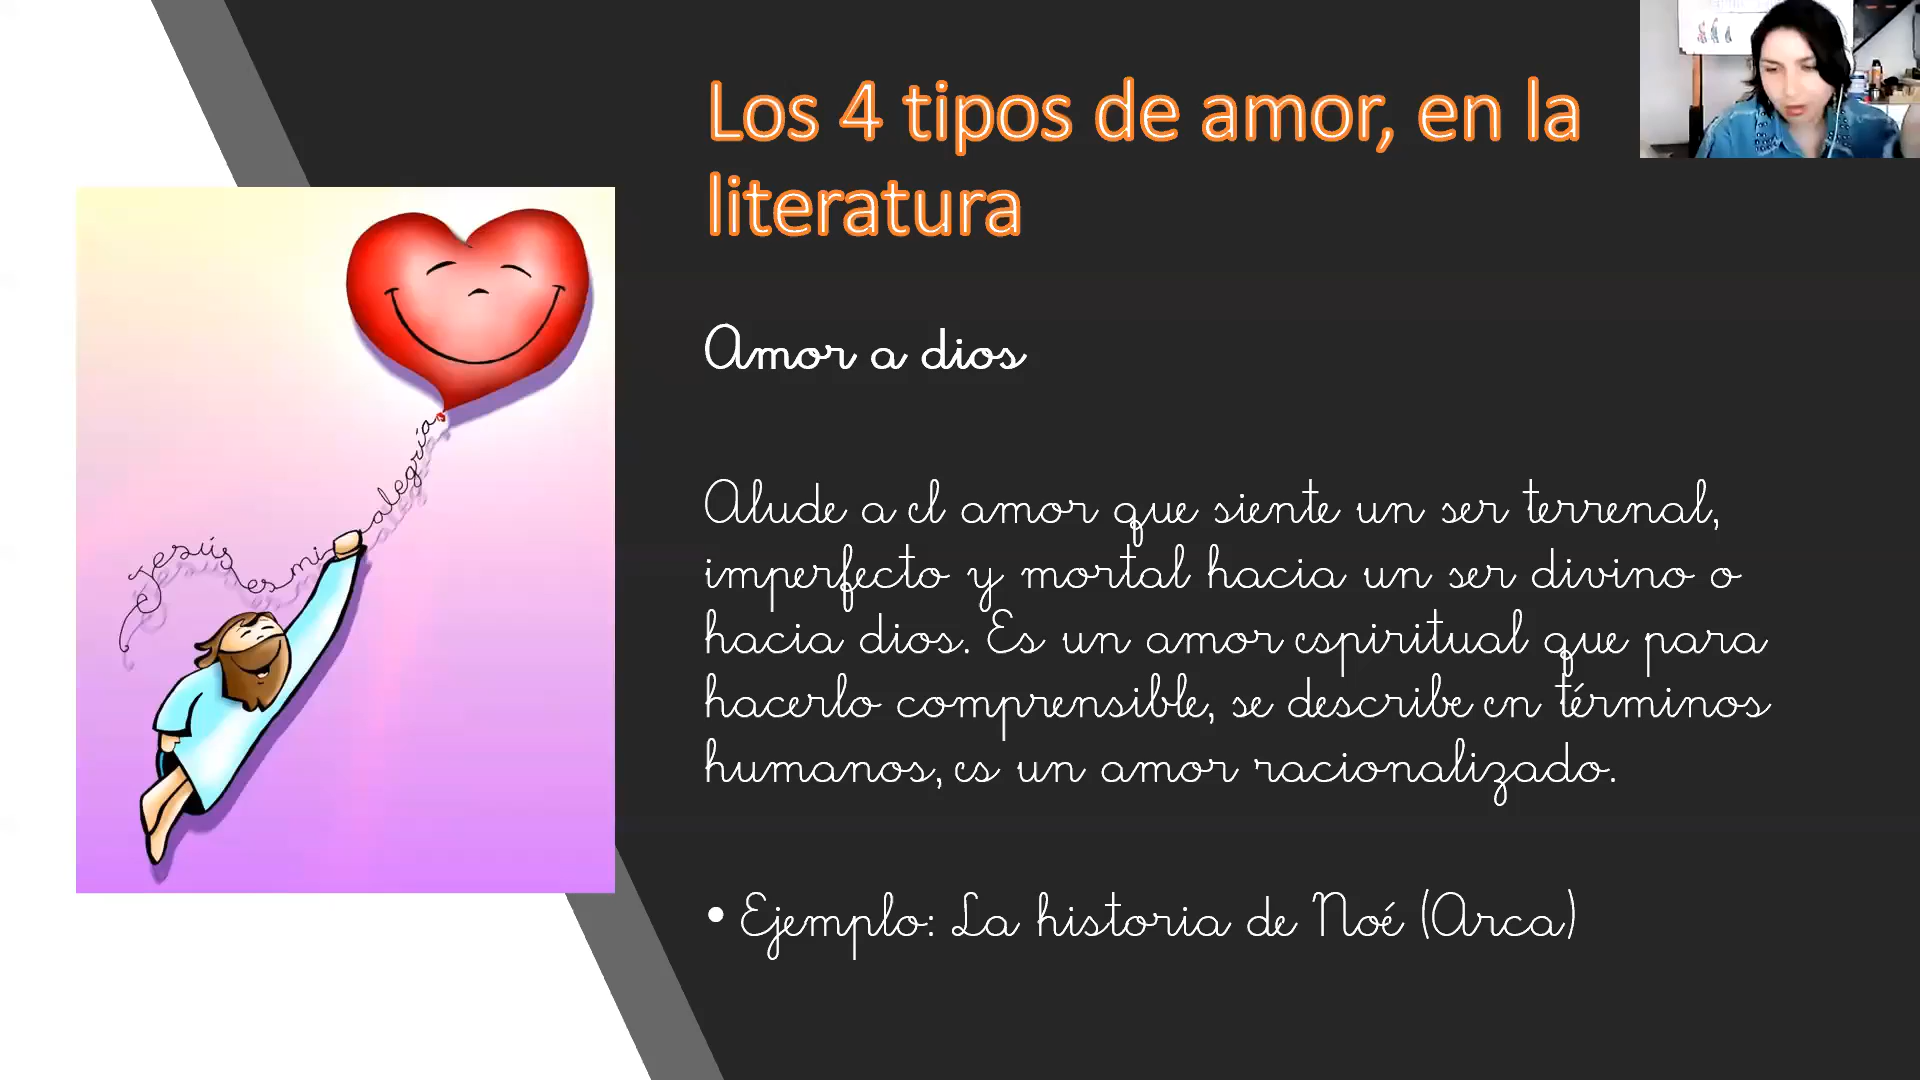 Los 4 tipos de amor, en la
literatura
Amor a dios
Alude a el amor que siente un ser terrenal,
imperfecto y mortal hacia un ser divino o
hacia dios. Es un amor espiritual que para
hacerlo comprensible, se describe en términos
humanos, es un amor racionalizado.
• Ejemplo: La historia de Noé (Arca)
Jesús es mi alegría